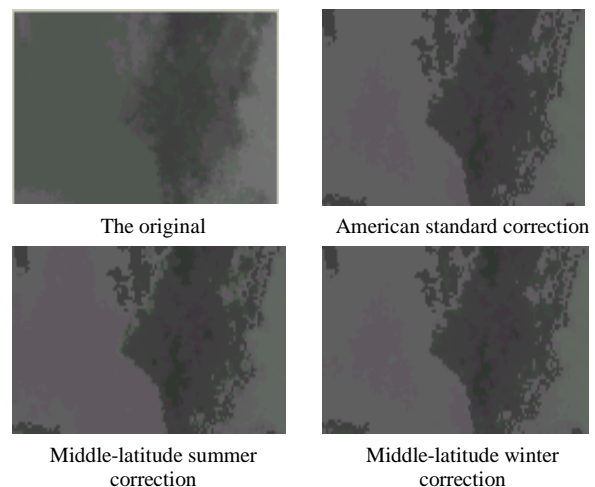 The original
American standard correction
Middle-latitude summer
correction
Middle-latitude winter
correction